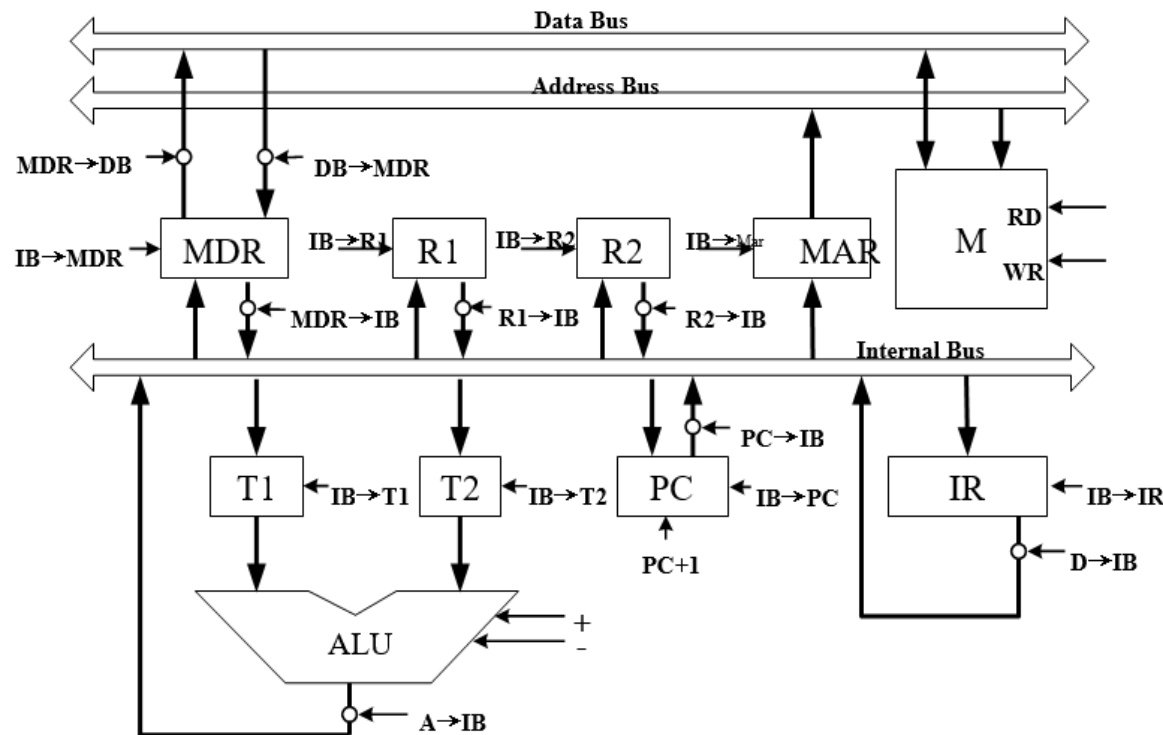 Data Bus
Address Bus
MDR→DB
DB→MDR
RD
WR
M
IB→MDR
MDR
IB→R1
R1
IB→R2
R2
IB→Mar
MAR
MDR→IB
R1→IB
R2→IB
Internal Bus
PC→IB
T1
IB→T1
T2
IB→T2
PC
IB→PC
IR
IB→IR
PC+1
D→IB
ALU
+
-
A→IB